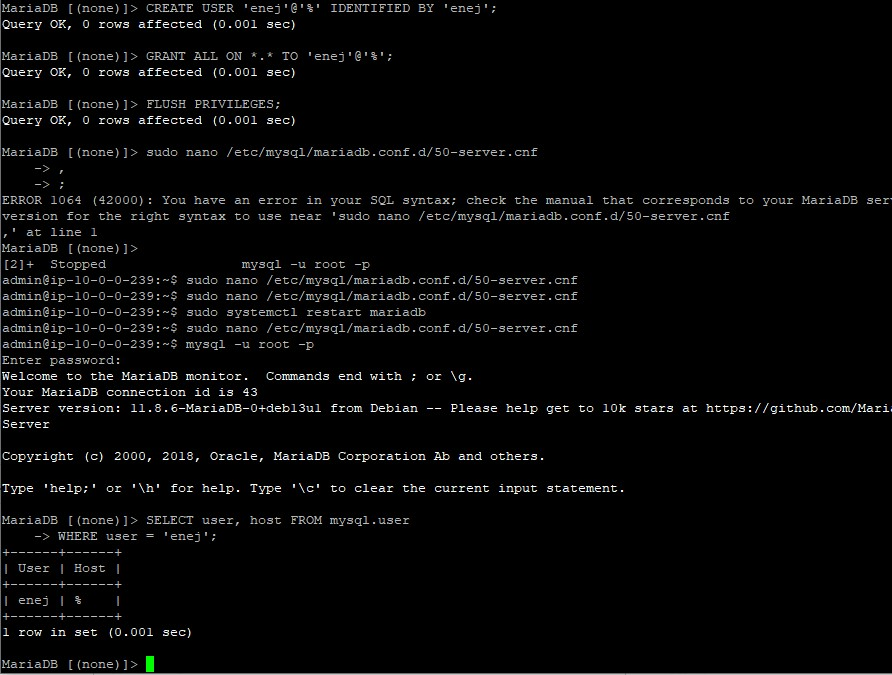 MariaDB [(none)]> CREATE USER 'enej'@'%' IDENTIFIED BY 'enej';
Query OK, 0 rows affected (0.001 sec)
MariaDB [(none)]> GRANT ALL ON *.* TO 'enej'@'%';
Query OK, 0 rows affected (0.001 sec)
MariaDB [(none)]> FLUSH PRIVILEGES;
Query OK, 0 rows affected (0.001 sec)
MariaDB [(none)]> sudo nano /etc/mysql/mariadb.conf.d/50-server.cnf
    -> ,
    -> ;
ERROR 1064 (42000): You have an error in your SQL syntax; check the manual that corresponds to your MariaDB ser
version for the right syntax to use near 'sudo nano /etc/mysql/mariadb.conf.d/50-server.cnf
,' at line 1
MariaDB [(none)]>
[2]+  Stopped                 mysql -u root -p
admin@ip-10-0-0-239:~$ sudo nano /etc/mysql/mariadb.conf.d/50-server.cnf
admin@ip-10-0-0-239:~$ sudo nano /etc/mysql/mariadb.conf.d/50-server.cnf
admin@ip-10-0-0-239:~$ sudo systemctl restart mariadb
admin@ip-10-0-0-239:~$ sudo nano /etc/mysql/mariadb.conf.d/50-server.cnf
admin@ip-10-0-0-239:~$ mysql -u root -p
Enter password:
Welcome to the MariaDB monitor.  Commands end with ; or \g.
Your MariaDB connection id is 43
Server version: 11.8.6-MariaDB-0+deb13u1 from Debian -- Please help get to 10k stars at https://github.com/Maria
Server
Copyright (c) 2000, 2018, Oracle, MariaDB Corporation Ab and others.
Type 'help;' or '\h' for help. Type '\c' to clear the current input statement.
MariaDB [(none)]> SELECT user, host FROM mysql.user
    -> WHERE user = 'enej';
+------+------+
| User | Host |
+------+------+
| enej | %    |
+------+------+
1 row in set (0.001 sec)
MariaDB [(none)]>